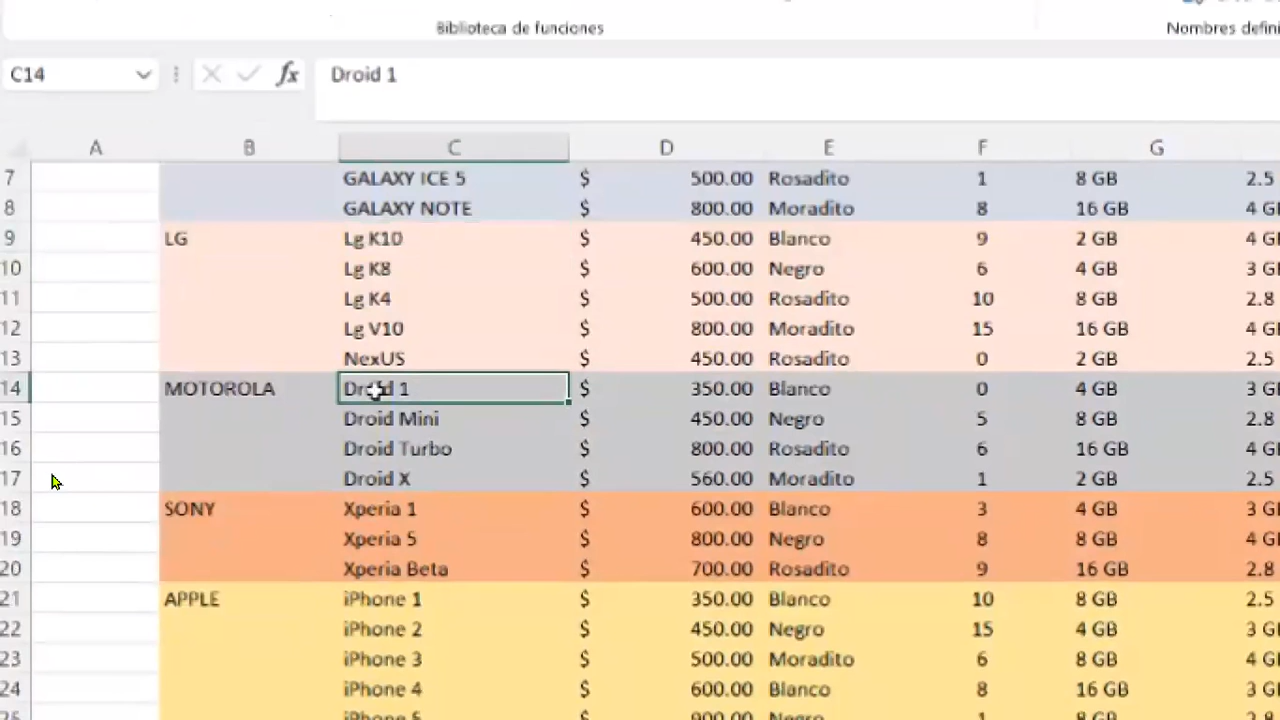 Biblioteca de funciones Nombres defini
C14 fx Droid 1
A B C D E F G
7 GALAXY ICE 5 $ 500.00 Rosadito 1 8 GB 2.5
8 GALAXY NOTE $ 800.00 Moradito 8 16 GB 4 G
9 LG Lg K10 $ 450.00 Blanco 9 2 GB 4 G
10 Lg K8 $ 600.00 Negro 6 4 GB 3 G
11 Lg K4 $ 500.00 Rosadito 10 8 GB 2.8
12 Lg V10 $ 800.00 Moradito 15 16 GB 4 G
13 NexUS $ 450.00 Rosadito 0 2 GB 2.5
14 MOTOROLA Droid 1 $ 350.00 Blanco 0 4 GB 3 G
15 Droid Mini $ 450.00 Negro 5 8 GB 2.8
16 Droid Turbo $ 800.00 Rosadito 6 16 GB 4 G
17 Droid X $ 560.00 Moradito 1 2 GB 2.5
18 SONY Xperia 1 $ 600.00 Blanco 3 4 GB 3 G
19 Xperia 5 $ 800.00 Negro 8 8 GB 4 G
20 Xperia Beta $ 700.00 Rosadito 9 16 GB 2.8
21 APPLE iPhone 1 $ 350.00 Blanco 10 8 GB 2.5
22 iPhone 2 $ 450.00 Negro 15 4 GB 3 G
23 iPhone 3 $ 500.00 Moradito 6 8 GB 4 G
24 iPhone 4 $ 600.00 Blanco 8 16 GB 3 G
25 iPhone 5 $ 900.00 Negro 1 8 GB 2.8